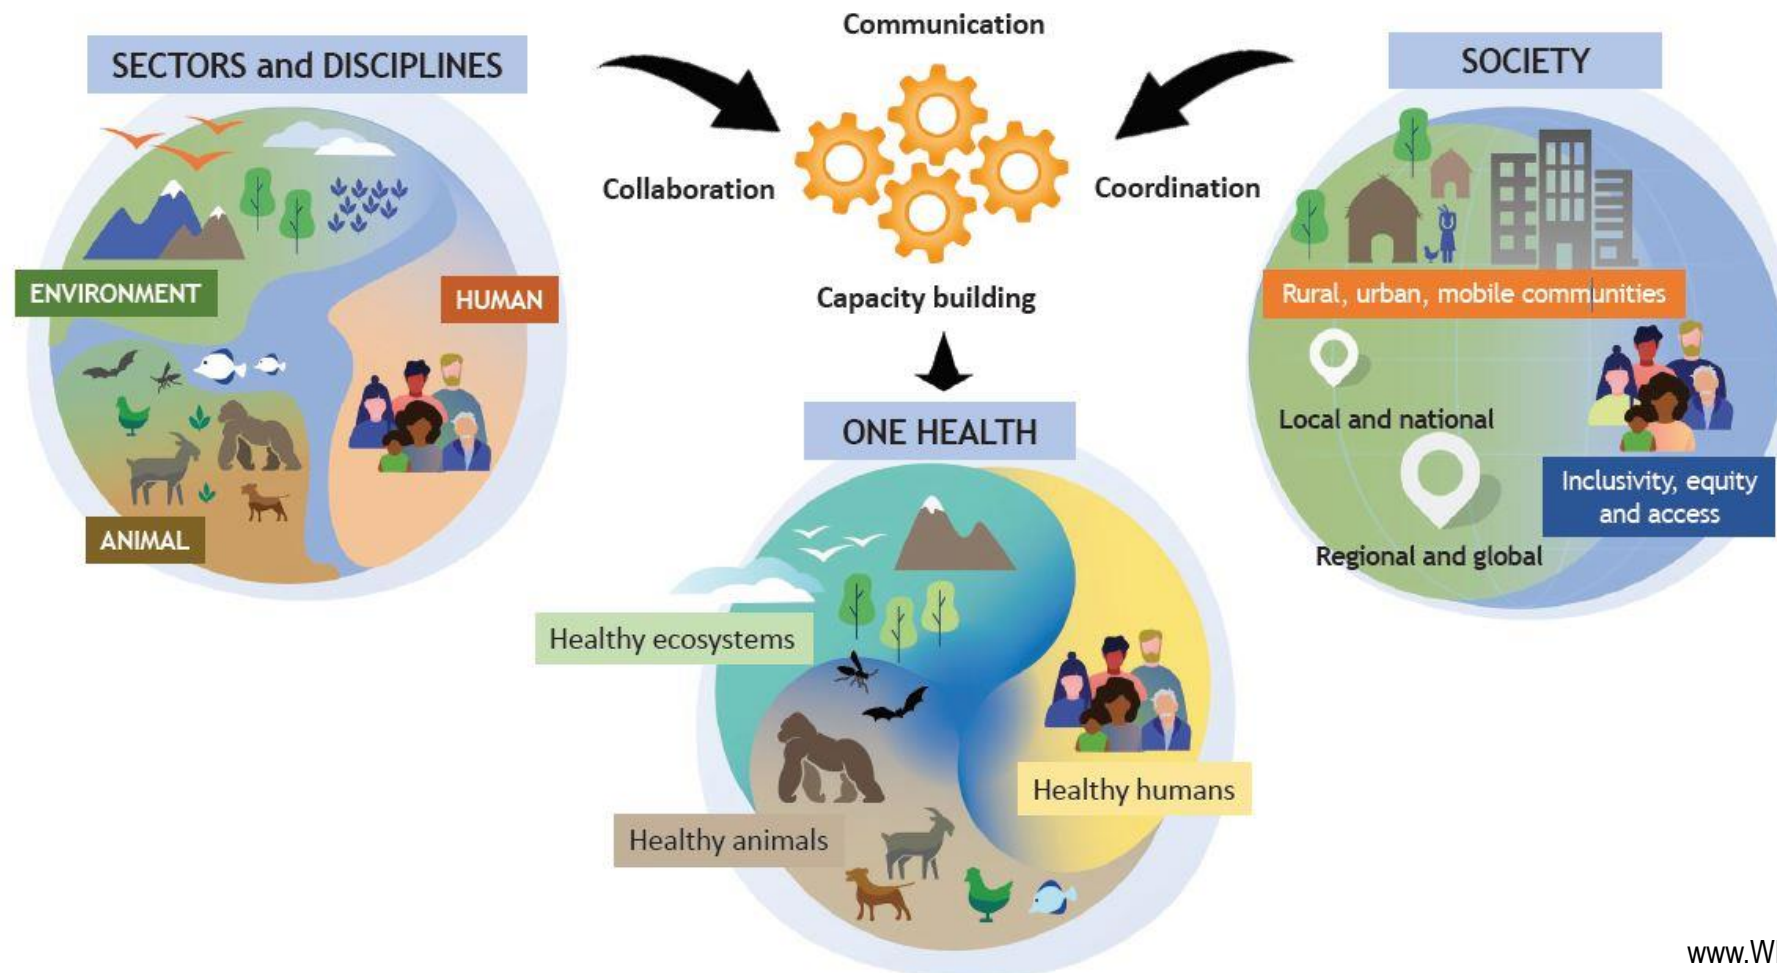 Communication
SECTORS and DISCIPLINES
SOCIETY
Collaboration
Coordination
ENVIRONMENT
HUMAN
Capacity building
Rural, urban, mobile communities
ONE HEALTH
Local and national
ANIMAL
Inclusivity, equity
and access
Regional and global
Healthy ecosystems
Healthy humans
Healthy animals